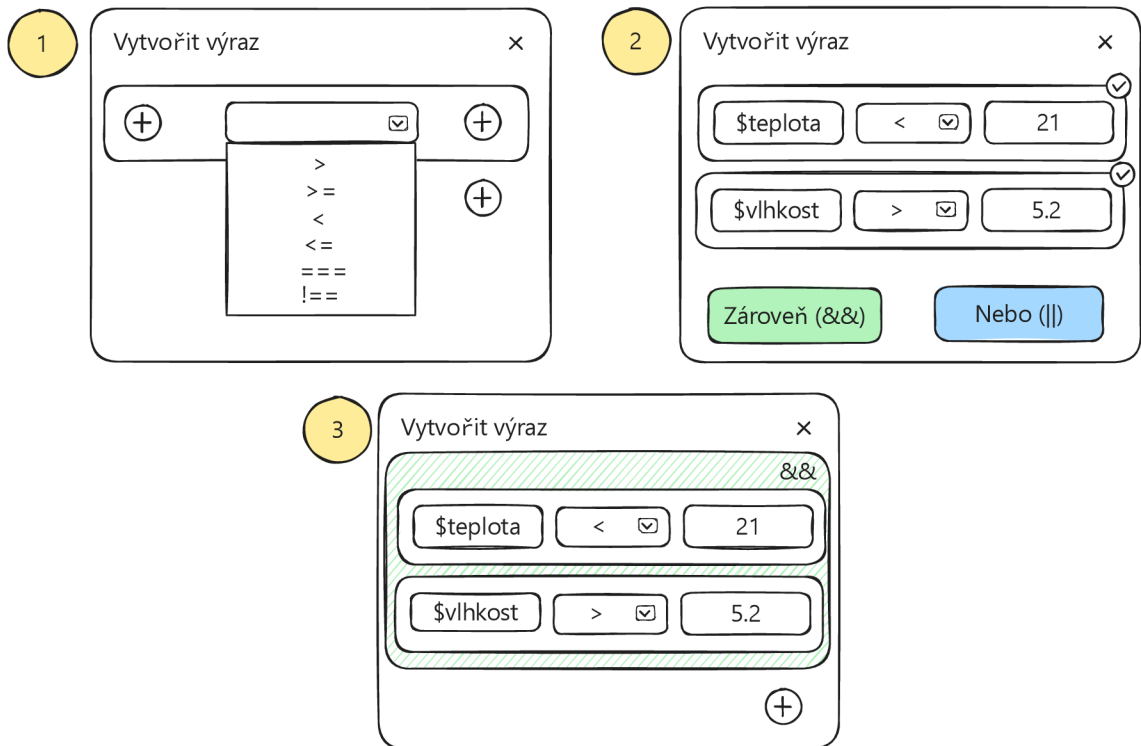 1
Vytvořit výraz
>
>=
<
<=
===
!==
2
Vytvořit výraz
$teplota < 21
$vlhkost > 5.2
Zároveň (&&) Nebo (||)
3
Vytvořit výraz
&&
$teplota < 21
$vlhkost > 5.2